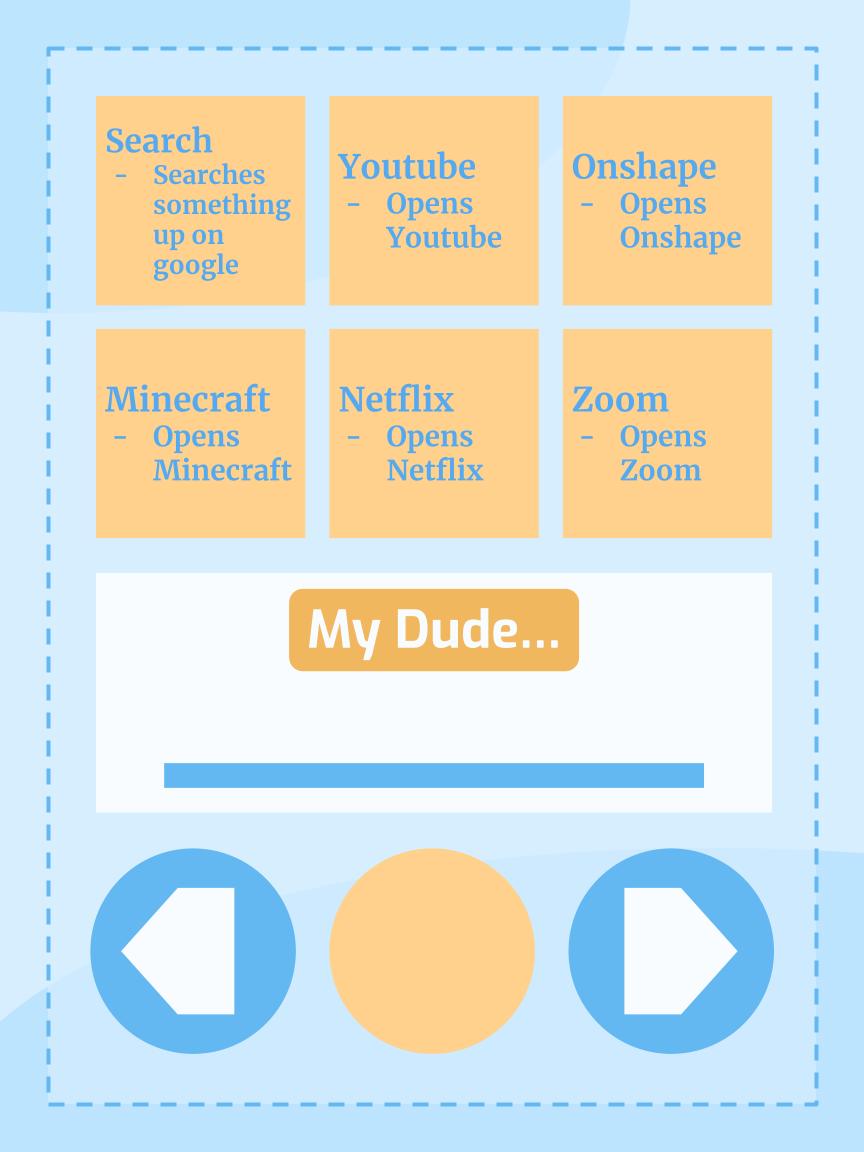 Search
- Searches
something
up on
google
Youtube
- Opens
Youtube
Onshape
- Opens
Onshape
Minecraft
- Opens
Minecraft
Netflix
- Opens
Netflix
Zoom
- Opens
Zoom
My Dude...